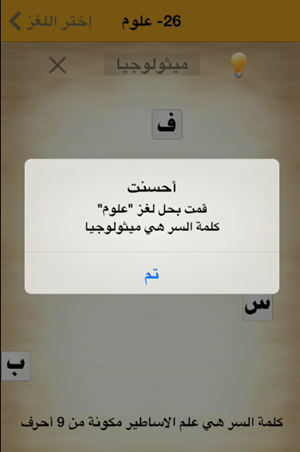 إختر اللغز
26- علوم
ميثولوجيا
ف
أحسنت
قمت بحل لغز "علوم"
كلمة السر هي ميثولوجيا
تم
س
ب
كلمة السر هي علم الاساطير مكونة من 9 أحرف